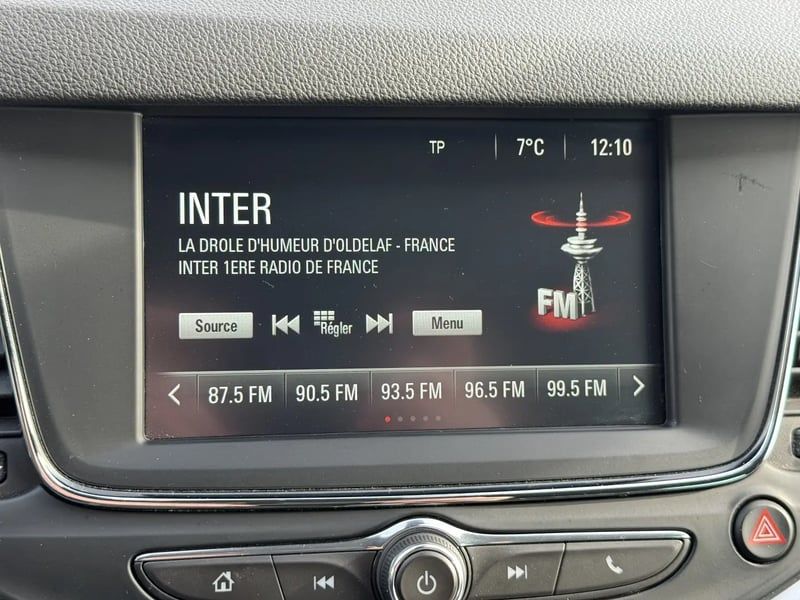 TP 7°C 12:10
INTER
LA DROLE D'HUMEUR D'OLDELAF - FRANCE
INTER 1ERE RADIO DE FRANCE
FM
Source Régler Menu
87.5 FM 90.5 FM 93.5 FM 96.5 FM 99.5 FM